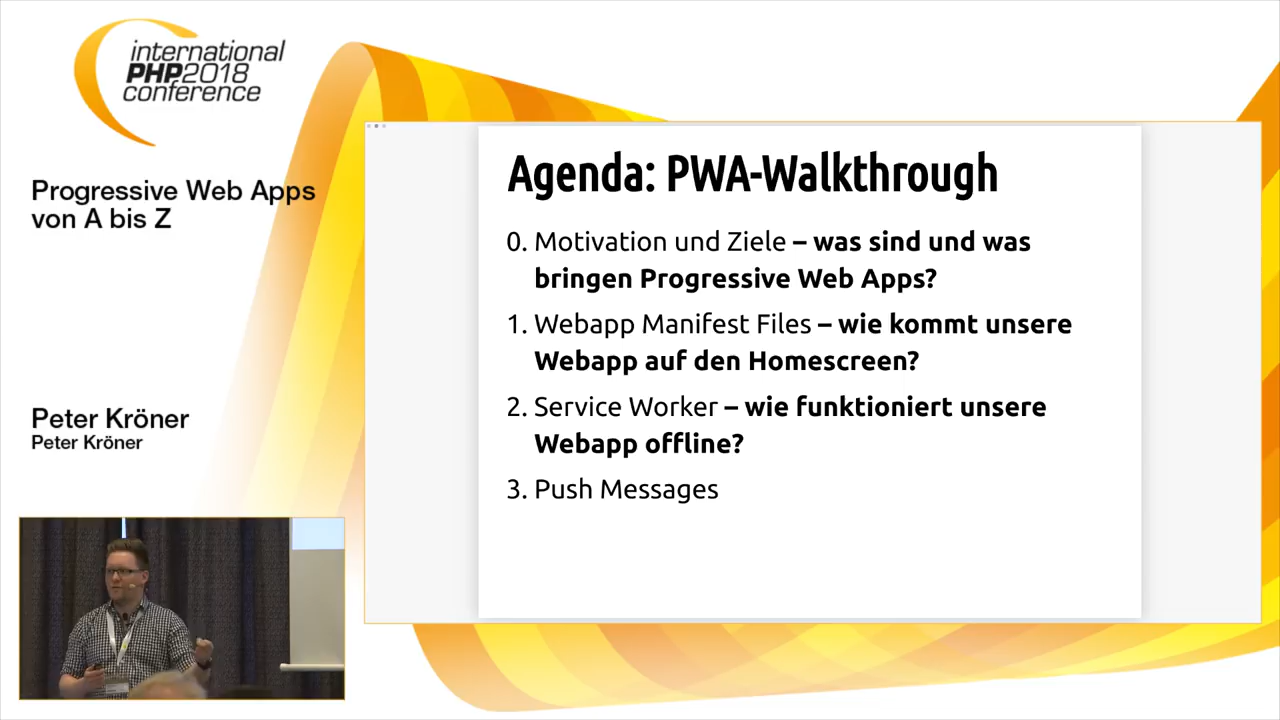 international
PHP2018
conference
Progressive Web Apps
von A bis Z
Peter Kröner
Peter Kröner
Agenda: PWA-Walkthrough
0. Motivation und Ziele – was sind und was
bringen Progressive Web Apps?
1. Webapp Manifest Files – wie kommt unsere
Webapp auf den Homescreen?
2. Service Worker – wie funktioniert unsere
Webapp offline?
3. Push Messages